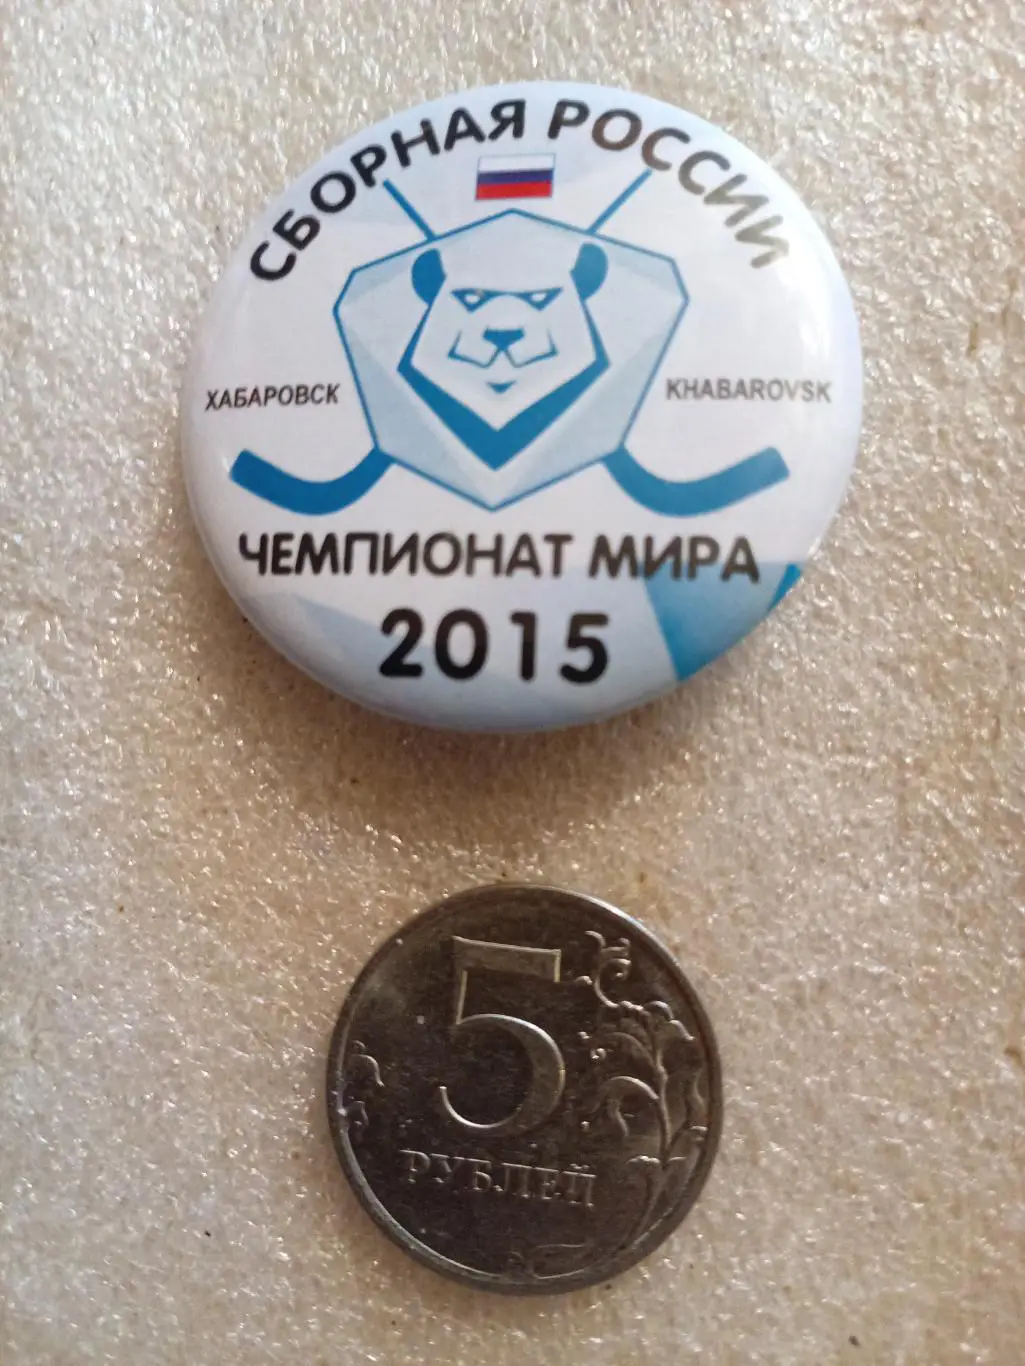 СБОРНАЯ РОССИИ
ХАБАРОВСК KHABAROVSK
ЧЕМПИОНАТ МИРА
2015
5
РУБЛЕЙ